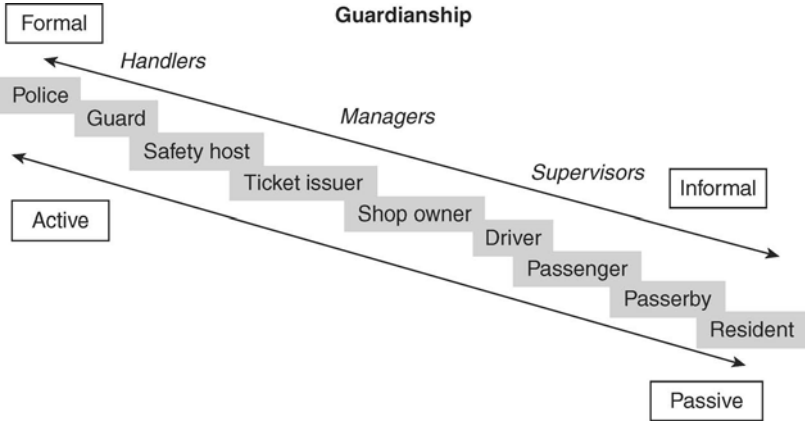 Guardianship
Formal
Handlers
Police
Guard
Managers
Safety host
Ticket issuer
Supervisors
Informal
Active
Shop owner
Driver
Passenger
Passerby
Resident
Passive